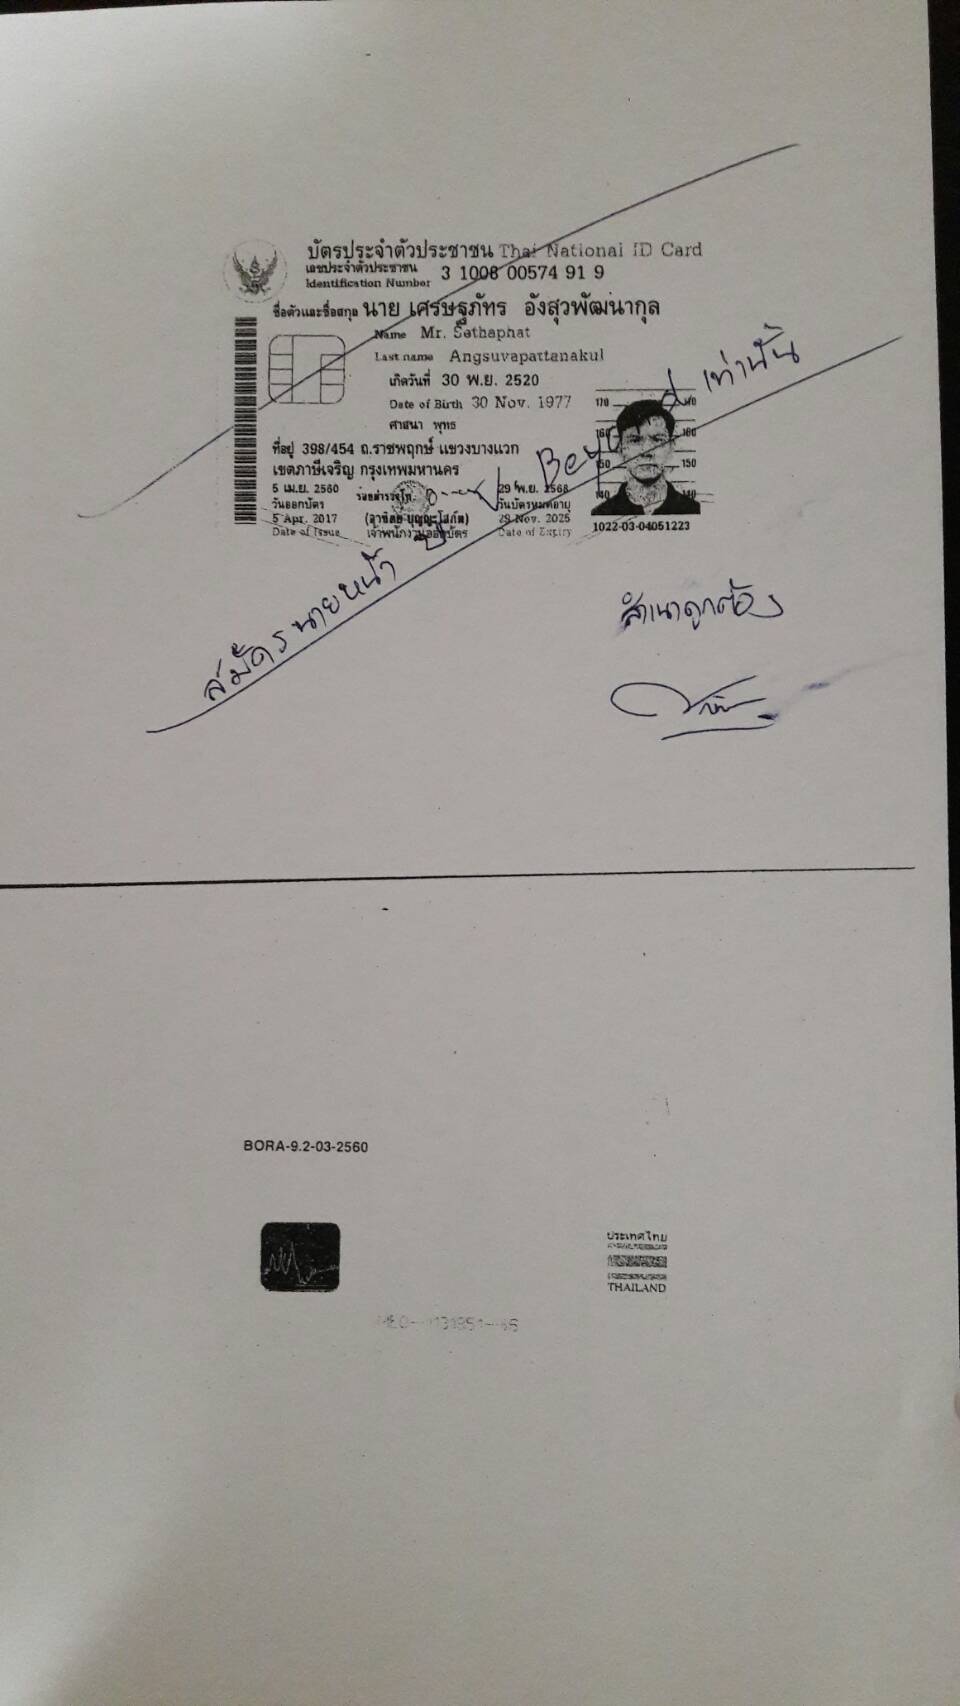 บัตรประจำตัวประชาชน Thai National ID Card
เลขประจำตัวประชาชน
Identification Number 3 1008 00574 91 9
ชื่อตัวและชื่อสกุล นาย เศรษฐภัทร อังสุวพัฒนากุล
Name Mr. Sethaphat
Last name Angsuvapattanakul
เกิดวันที่ 30 พ.ย. 2520
Date of Birth 30 Nov. 1977
ศาสนา พุทธ
ที่อยู่ 398/454 ถ.ราชพฤกษ์ แขวงบางแวก
เขตภาษีเจริญ กรุงเทพมหานคร
5 เม.ย. 2560
วันออกบัตร
5 Apr. 2017
Date of Issue
ร้อยตำรวจโท
เจ้าพนักงานออกบัตร
29 พ.ย. 2568
วันบัตรหมดอายุ
29 Nov. 2025
Date of Expiry
170
160 160
150 150
140 140
1022-03-04051223
สมัครนายหน้า
เท่านั้น
สำเนาถูกต้อง
BORA-9.2-03-2560
ประเทศไทย
THAILAND